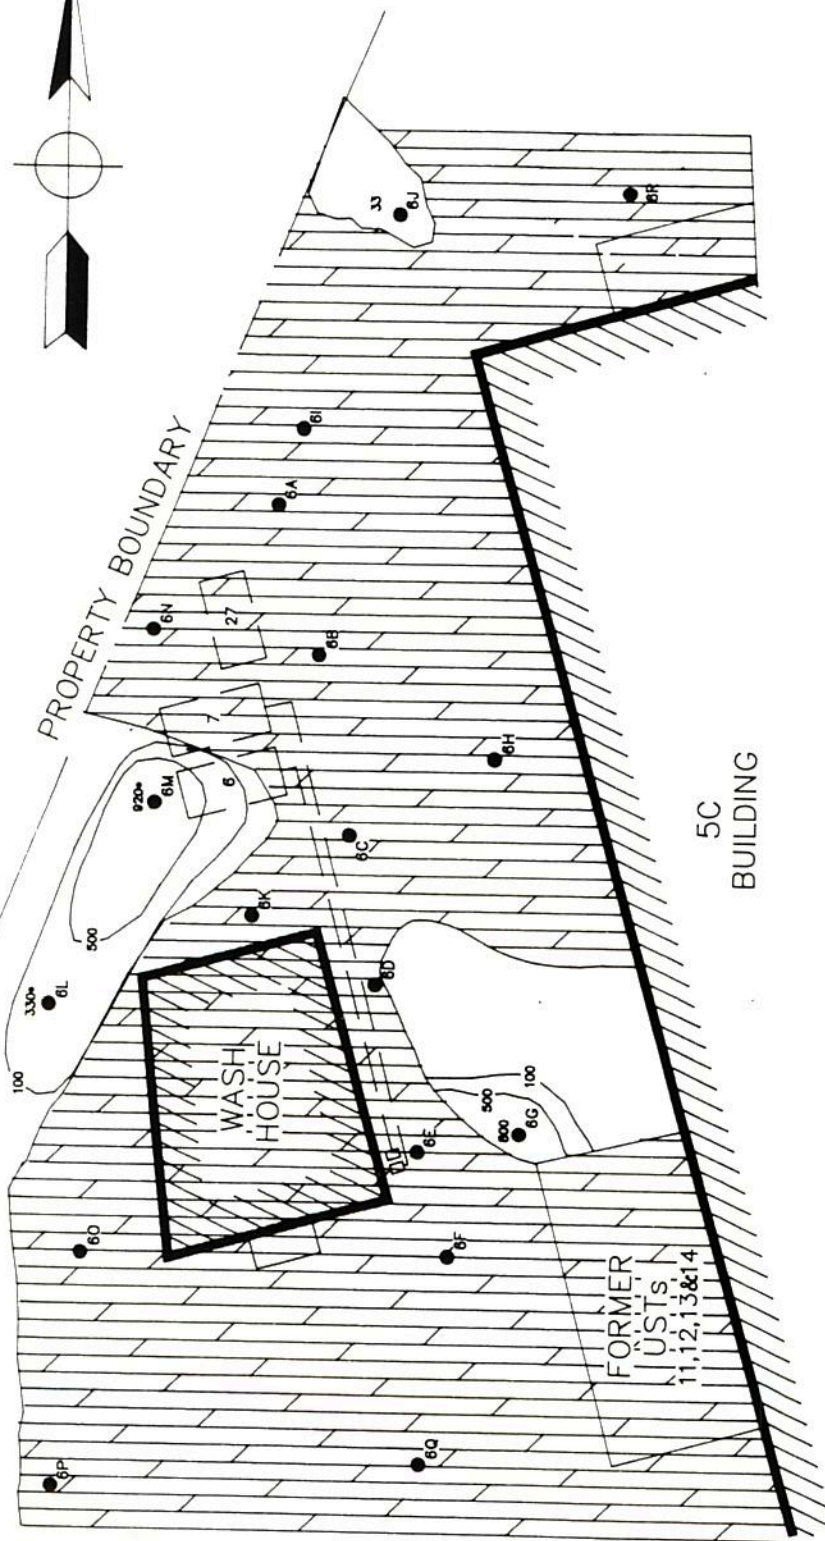 33
6J
6R
PROPERTY BOUNDARY
6I
6A
6N
27
6B
7
6
920*
6M
6H
6C
6K
500
330*
6L
100
6D
5C
BUILDING
WASH
HOUSE
100
500
800
6G
6E
6O
6F
FORMER
USTs
11,12,13&14
6Q
6P